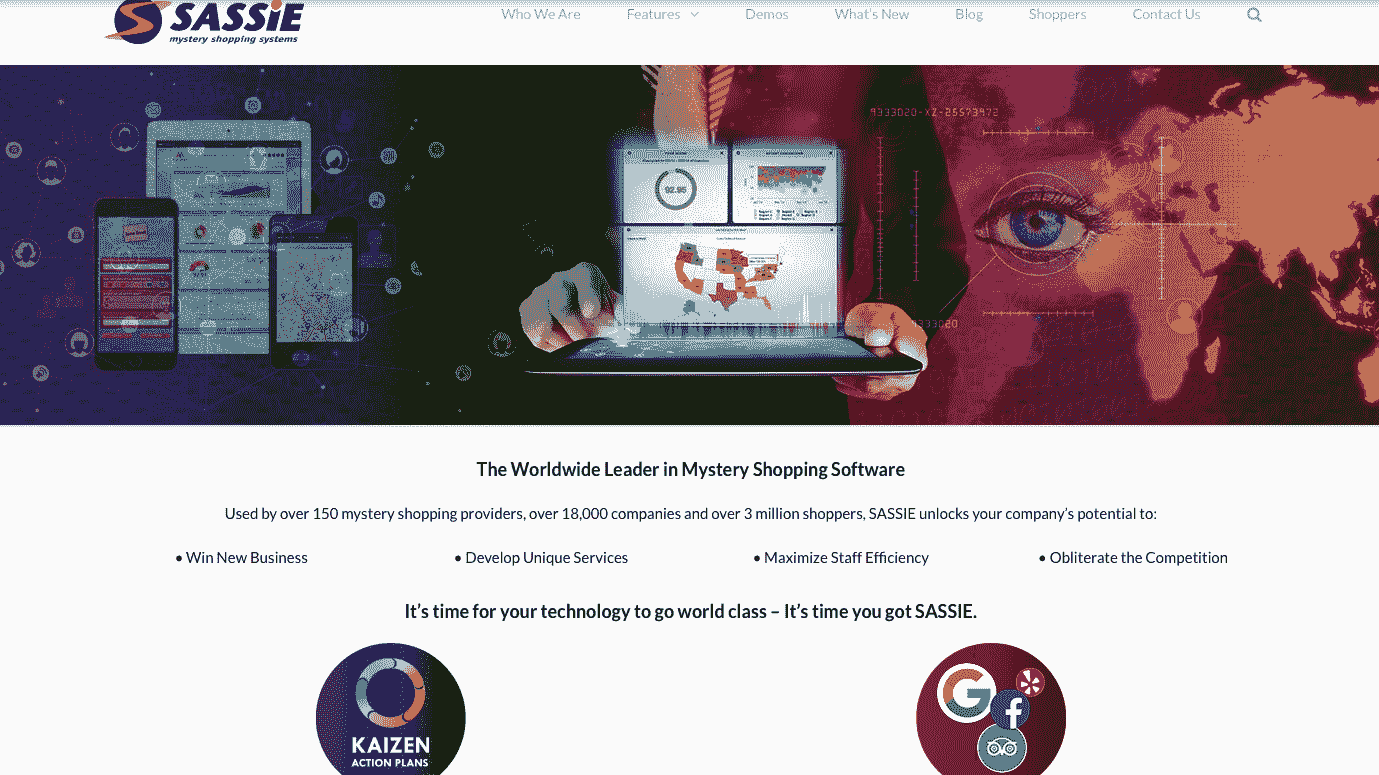 SASSIE
mystery shopping systems
Who We Are
Features
Demos
What's New
Blog
Shoppers
Contact Us
9333020-XZ-25573972
92.95
The Worldwide Leader in Mystery Shopping Software
Used by over 150 mystery shopping providers, over 18,000 companies and over 3 million shoppers, SASSIE unlocks your company's potential to:
• Win New Business
• Develop Unique Services
• Maximize Staff Efficiency
• Obliterate the Competition
It's time for your technology to go world class – It's time you got SASSIE.
KAIZEN
ACTION PLANS
G
f